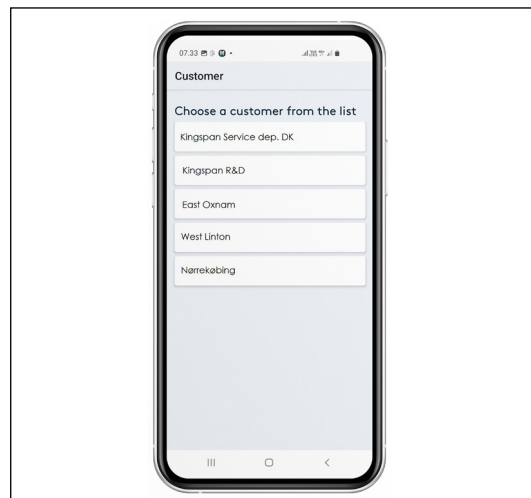 07.33
Customer
Choose a customer from the list
Kingspan Service dep. DK
Kingspan R&D
East Oxnam
West Linton
Nørrekøbing